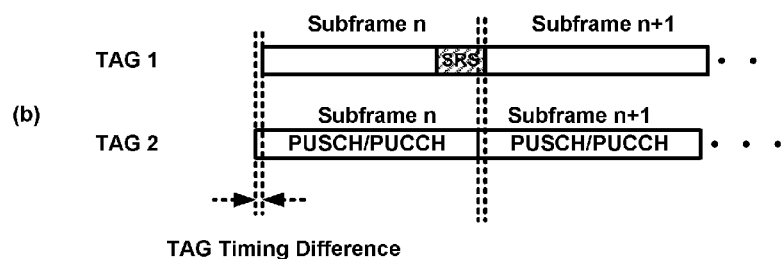 Subframe n Subframe n+1
TAG 1 SRS
(b)
Subframe n Subframe n+1
TAG 2 PUSCH/PUCCH PUSCH/PUCCH
TAG Timing Difference